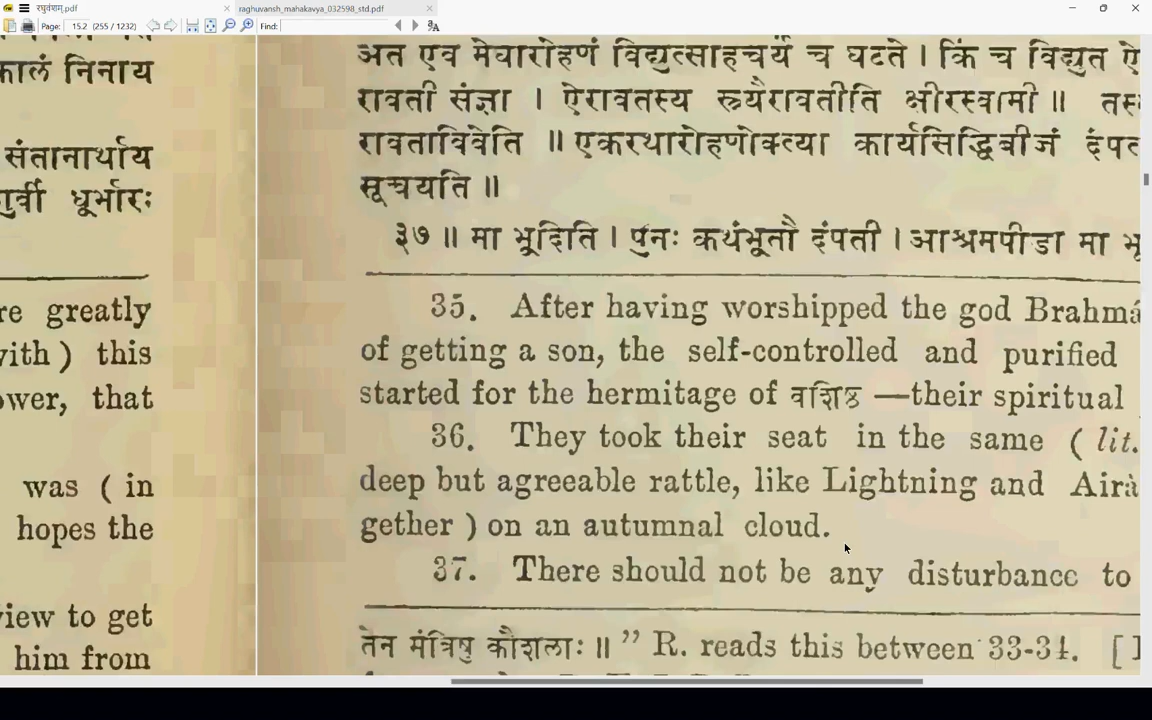 रघुवंशम्.pdf
raghuvansh_mahakavya_032598_std.pdf
Page: 15.2 (255 / 1232)
Find:
कालं निनाय
संतानार्थाय
गुर्वी धूर्भारः
re greatly
with ) this
ower, that
was ( in
hopes the
view to get
him from
अत एव मेघारोहणं विद्युत्साहचर्यं च घटते । किं च विद्युत ऐ
रावती संज्ञा । ऐरावतस्य स्त्र्यैरावतीति क्षीरस्वामी ॥
रावताविवेति ॥ एकरथारोहणोक्त्या कार्यसिद्धिबीजं दंपत
सूचयति ॥
३७ ॥ मा भूदिति । पुनः कथंभूतौ दंपती । आश्रमपीडा मा भू
35. After having worshipped the god Brahmá
of getting a son, the self-controlled and purified
started for the hermitage of वशिष्ठ —their spiritual
36. They took their seat in the same ( lit.
deep but agreeable rattle, like Lightning and Airà
gether ) on an autumnal cloud.
37. There should not be any disturbance to
तेन मंत्रिषु कौशलाः ॥ ” R. reads this between 33-34. [